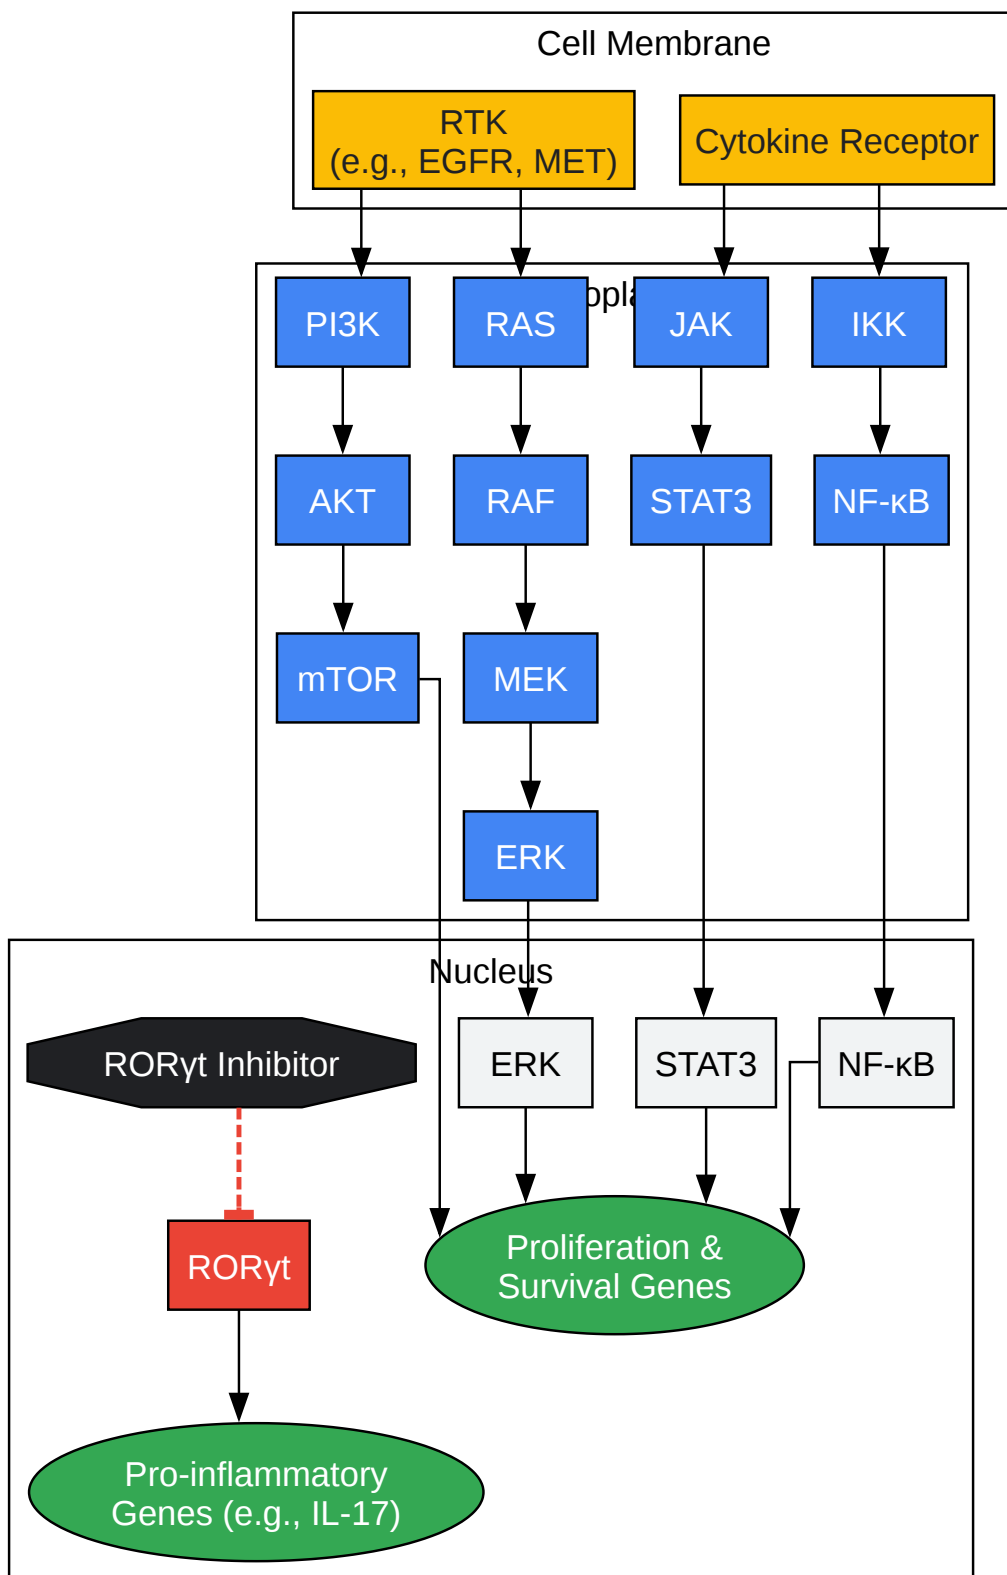 Cell Membrane
RTK
(e.g., EGFR, MET)
Cytokine Receptor
PI3K
RAS
JAK
IKK
AKT
RAF
STAT3
NF-κB
mTOR
MEK
ERK
Nucleus
RORγt Inhibitor
ERK
STAT3
NF-κB
RORγt
Proliferation &
Survival Genes
Pro-inflammatory
Genes (e.g., IL-17)